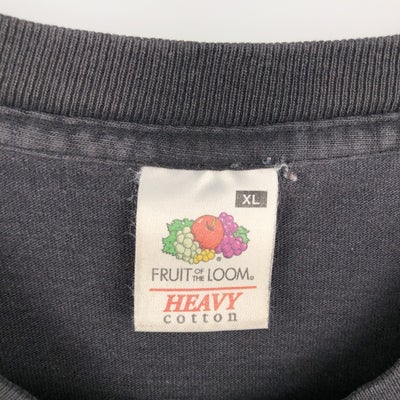 XL
FRUIT OF THE LOOM®
HEAVY
cotton